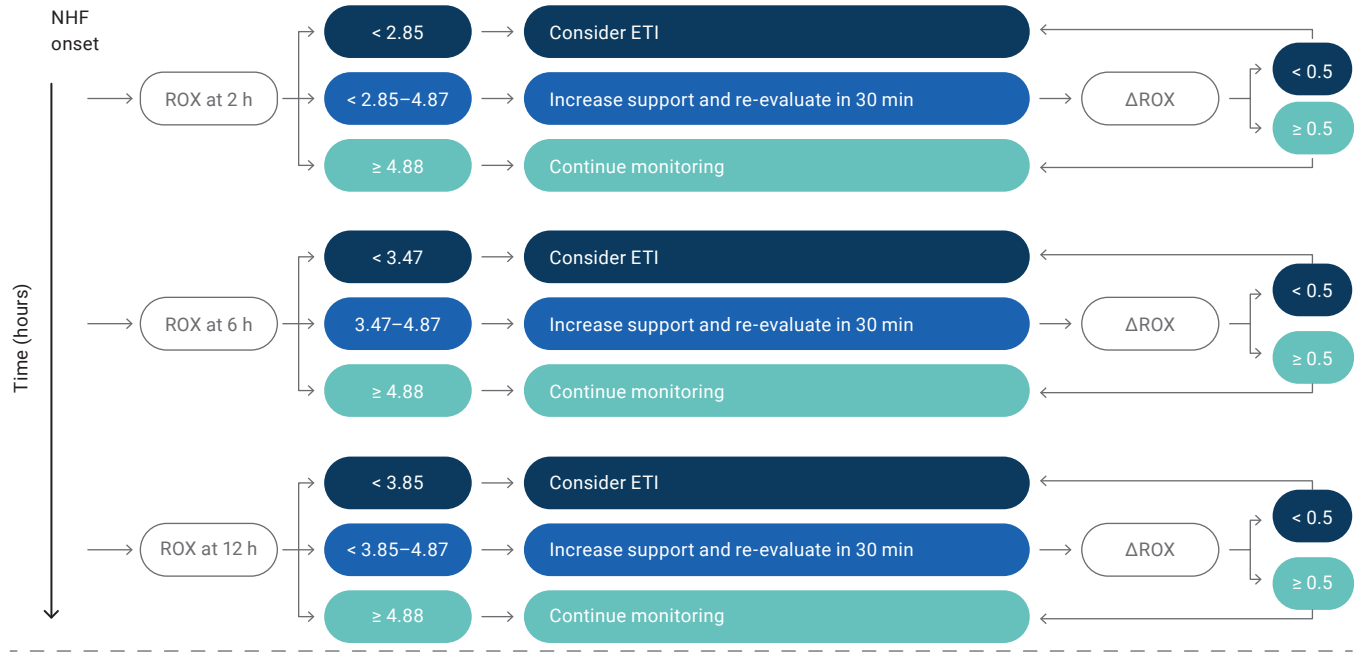 NHF
onset
Time (hours)
ROX at 2 h
< 2.85
Consider ETI
< 2.85–4.87
Increase support and re-evaluate in 30 min
ΔROX
< 0.5
≥ 0.5
≥ 4.88
Continue monitoring
ROX at 6 h
< 3.47
Consider ETI
3.47–4.87
Increase support and re-evaluate in 30 min
ΔROX
< 0.5
≥ 0.5
≥ 4.88
Continue monitoring
ROX at 12 h
< 3.85
Consider ETI
< 3.85–4.87
Increase support and re-evaluate in 30 min
ΔROX
< 0.5
≥ 0.5
≥ 4.88
Continue monitoring